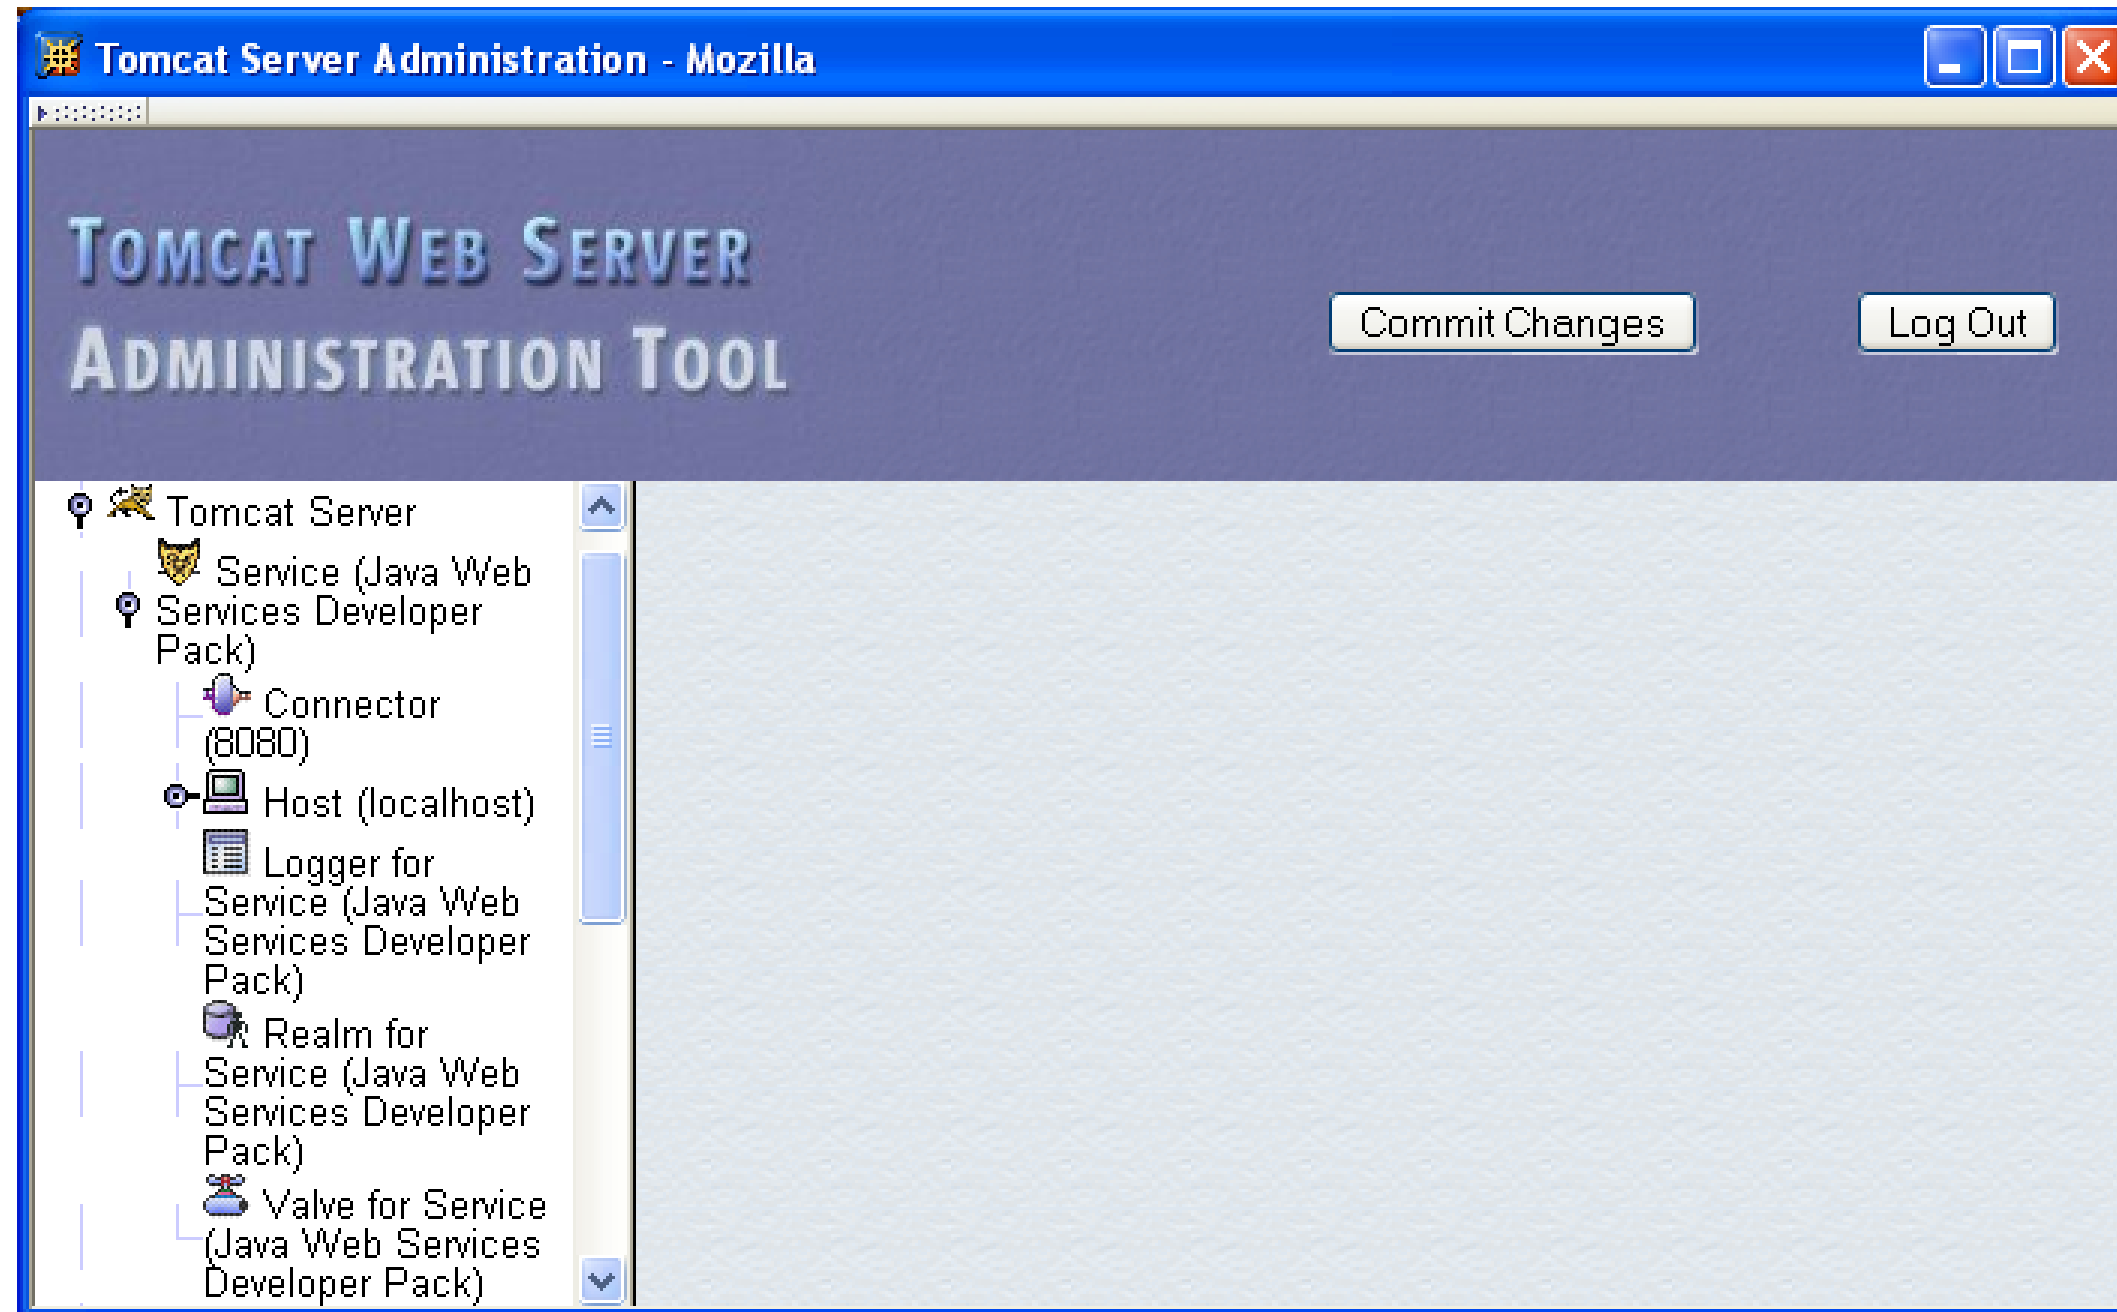 Tomcat Server Administration - Mozilla
TOMCAT WEB SERVER
ADMINISTRATION TOOL
Commit Changes
Log Out
Tomcat Server
Service (Java Web
Services Developer
Pack)
Connector
(8080)
Host (localhost)
Logger for
Service (Java Web
Services Developer
Pack)
Realm for
Service (Java Web
Services Developer
Pack)
Valve for Service
(Java Web Services
Developer Pack)